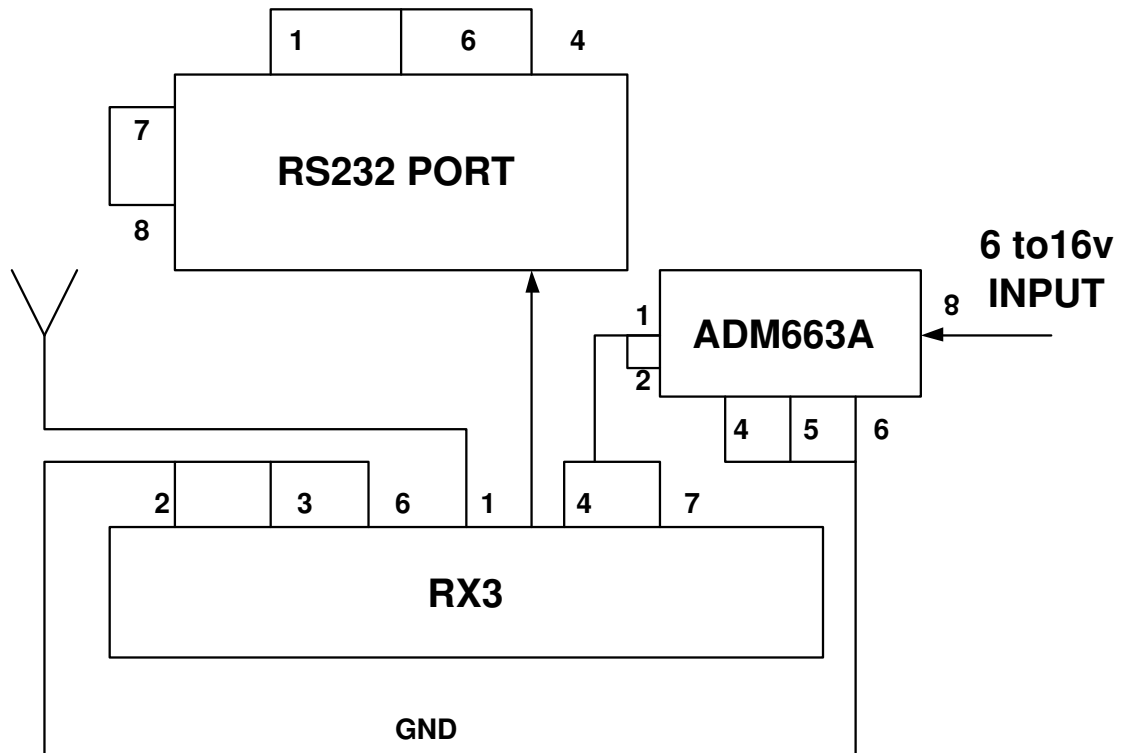 1 6 4
7
RS232 PORT
8
6 to16v
INPUT
1
8
ADM663A
2
4 5 6
2 3 6 1 4 7
RX3
GND